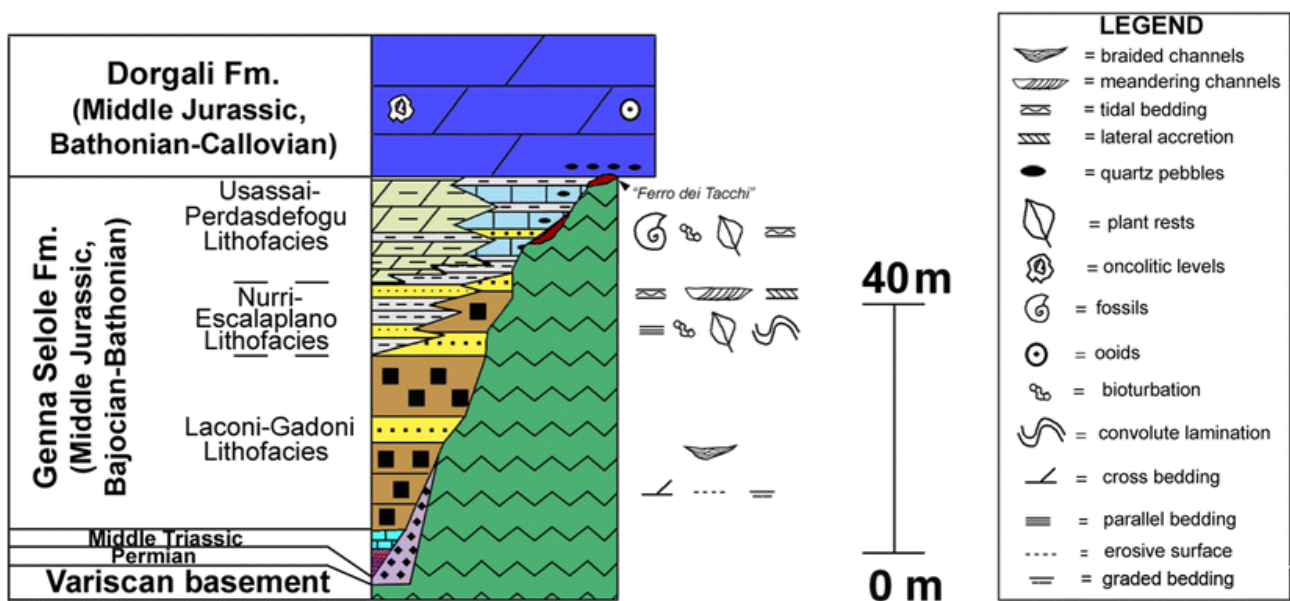 Dorgali Fm.
(Middle Jurassic,
Bathonian-Callovian)
Genna Selole Fm.
(Middle Jurassic,
Bajocian-Bathonian)
Usassai-
Perdasdefogu
Lithofacies
Nurri-
Escalaplano
Lithofacies
Laconi-Gadoni
Lithofacies
Middle Triassic
Permian
Variscan basement
"Ferro dei Tacchi"
40 m
0 m
LEGEND
= braided channels
= meandering channels
= tidal bedding
= lateral accretion
= quartz pebbles
= plant rests
= oncolitic levels
= fossils
= ooids
= bioturbation
= convolute lamination
= cross bedding
= parallel bedding
= erosive surface
= graded bedding